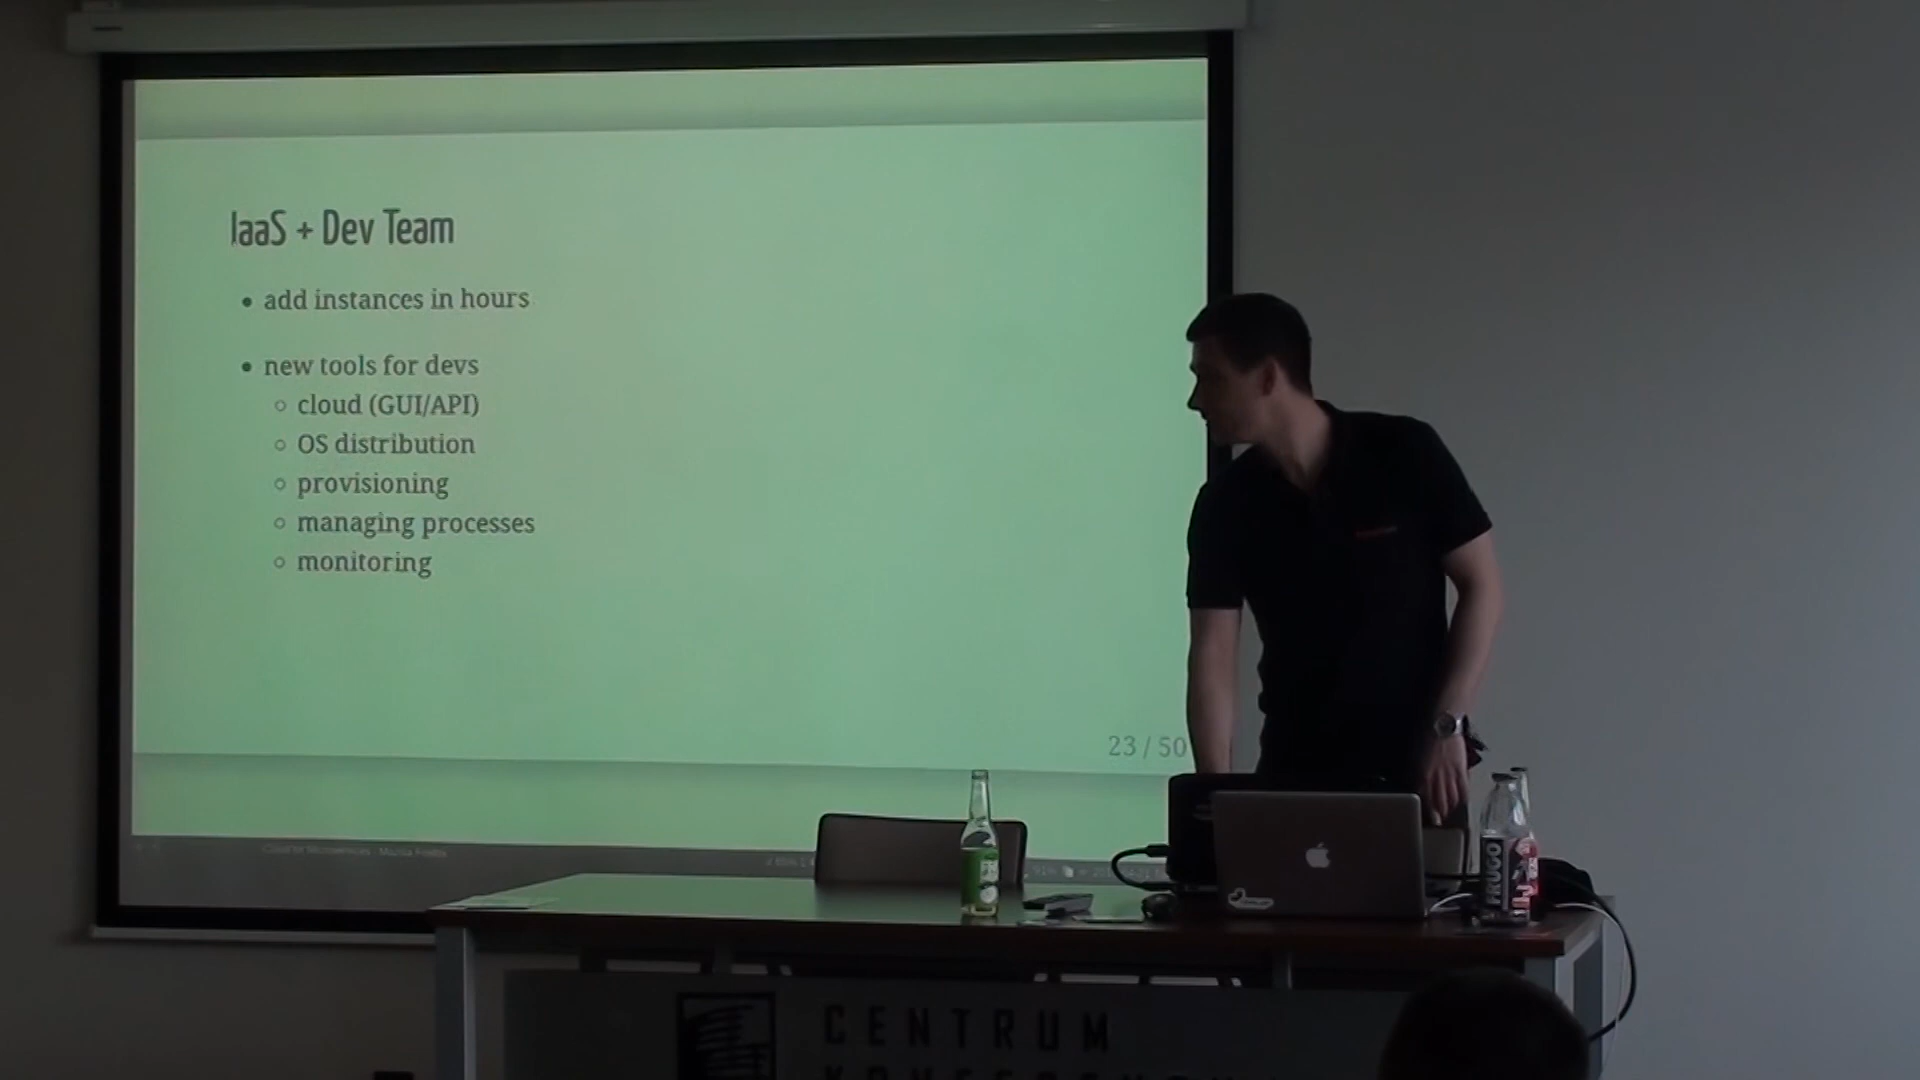 IaaS + Dev Team
• add instances in hours
• new tools for devs
○ cloud (GUI/API)
○ OS distribution
○ provisioning
○ managing processes
○ monitoring
23 / 50
FRUGO
CENTRUM